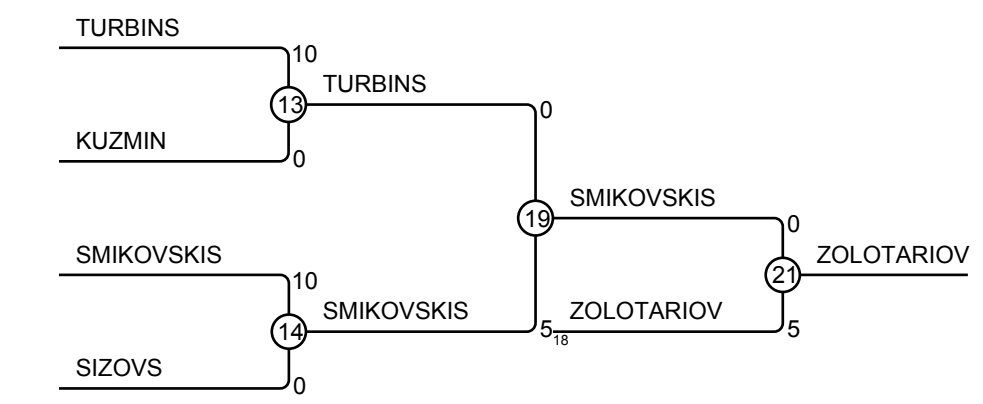 TURBINS
10
13
TURBINS
0
KUZMIN
0
19
SMIKOVSKIS
0
SMIKOVSKIS
10
14
SMIKOVSKIS
5
18
ZOLOTARIOV
5
21
ZOLOTARIOV
SIZOVS
0